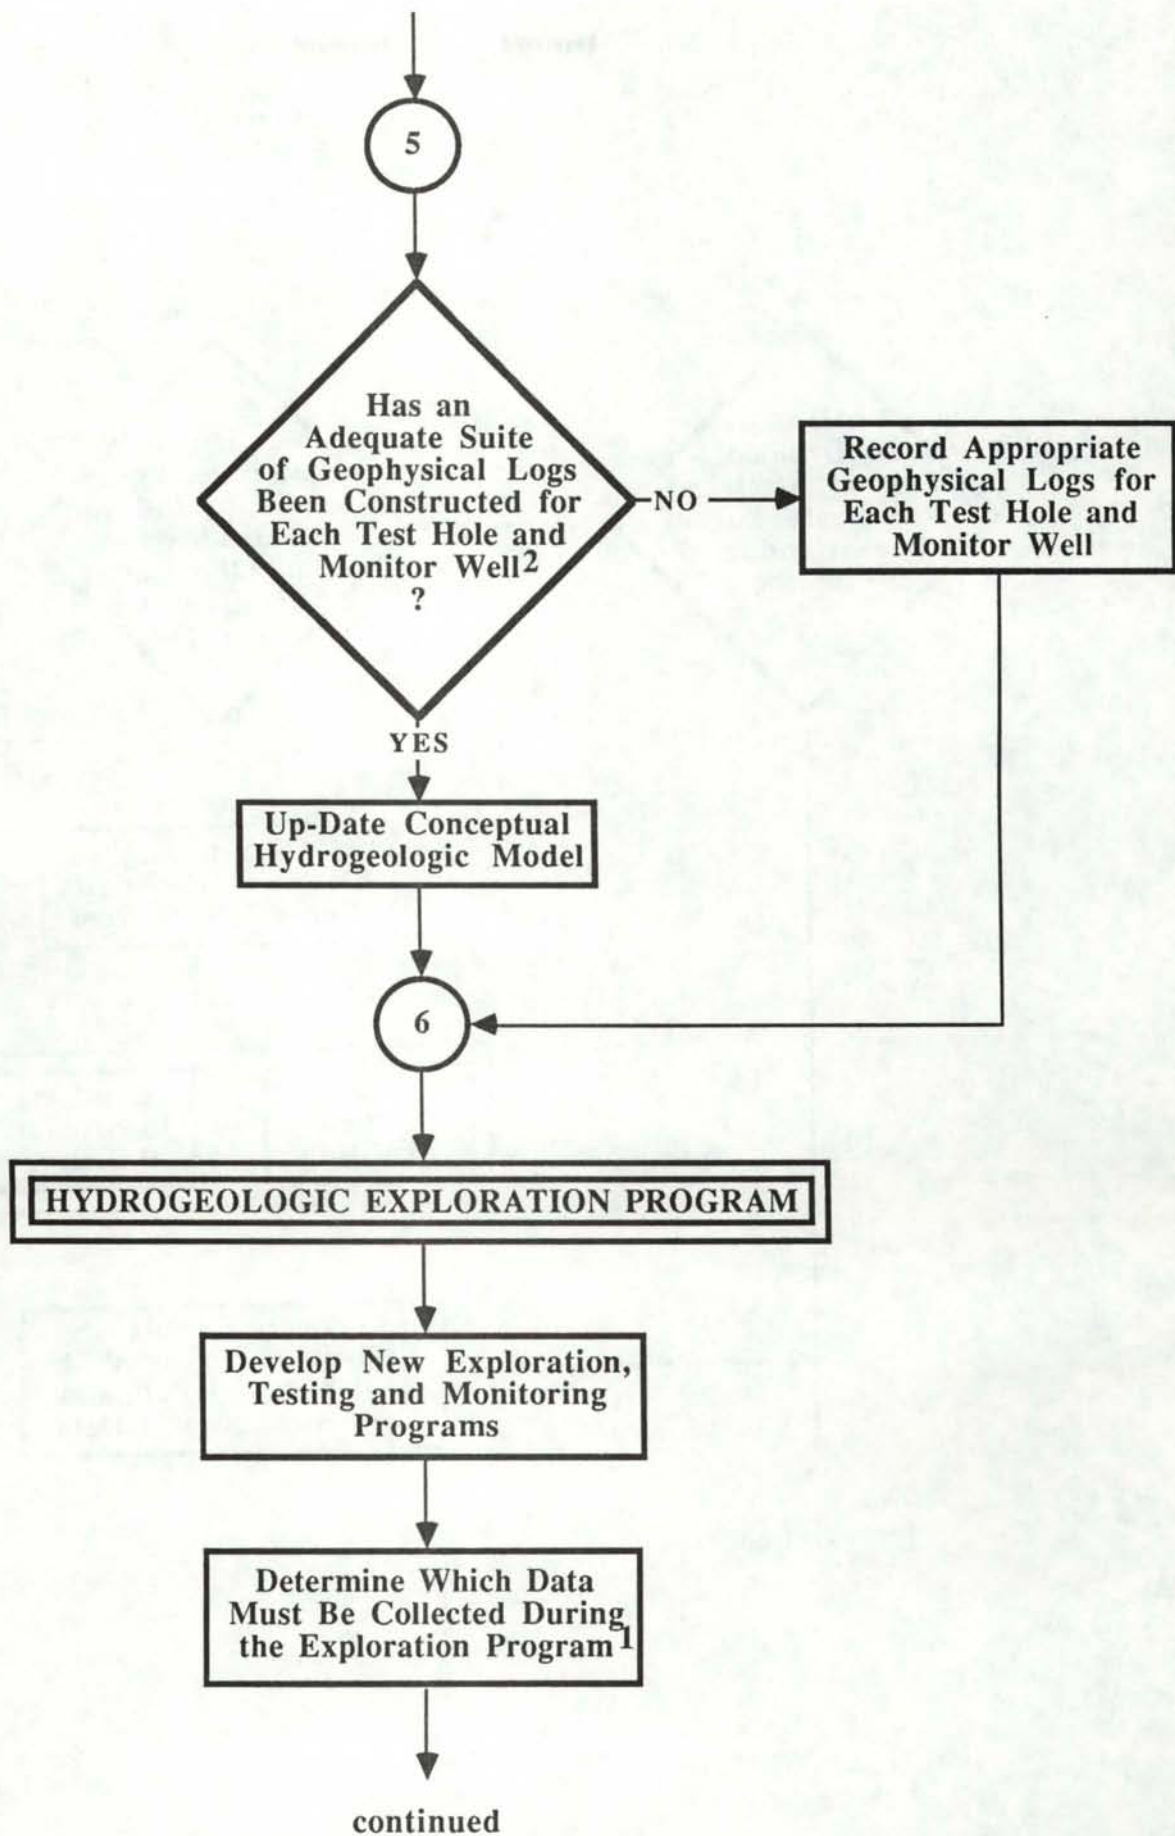 5
Has an
Adequate Suite
of Geophysical Logs
Been Constructed for
Each Test Hole and
Monitor Well2
?
NO
Record Appropriate
Geophysical Logs for
Each Test Hole and
Monitor Well
YES
Up-Date Conceptual
Hydrogeologic Model
6
HYDROGEOLOGIC EXPLORATION PROGRAM
Develop New Exploration,
Testing and Monitoring
Programs
Determine Which Data
Must Be Collected During
the Exploration Program1
continued